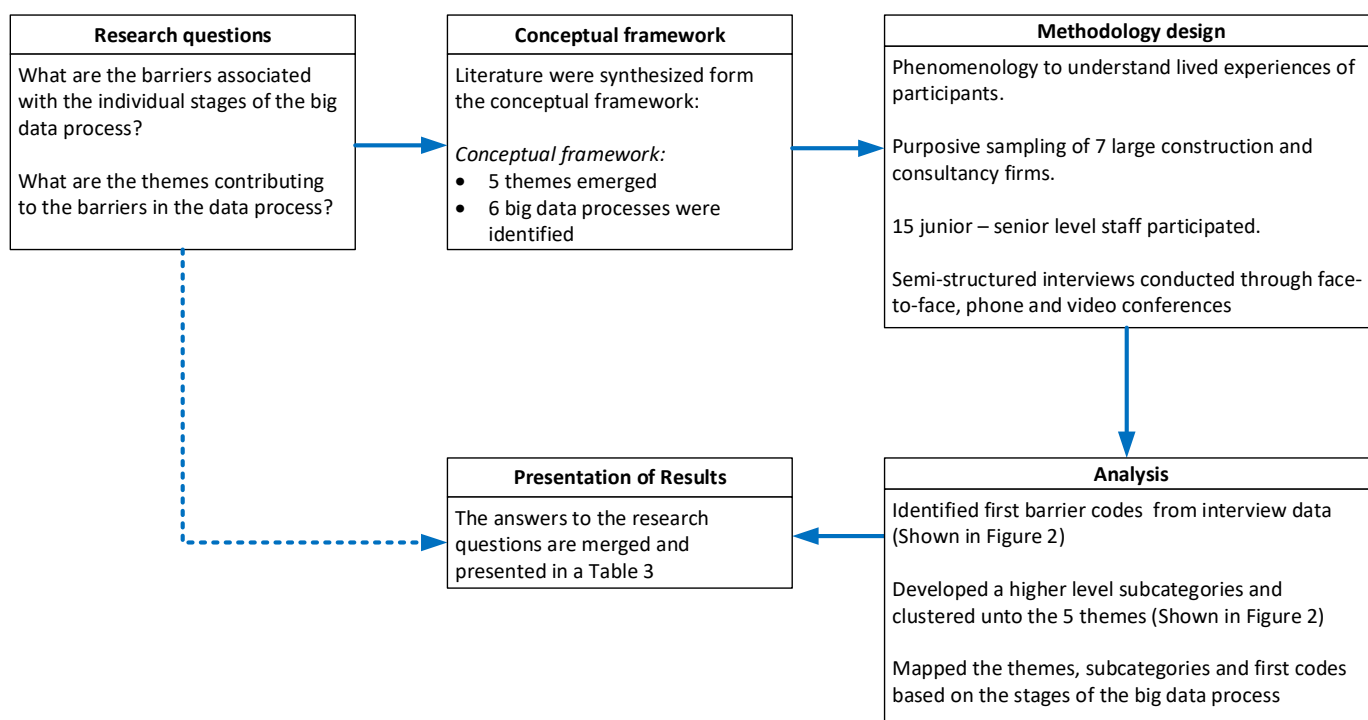 Research questions
What are the barriers associated
with the individual stages of the big
data process?
What are the themes contributing
to the barriers in the data process?
Conceptual framework
Literature were synthesized form
the conceptual framework:
Conceptual framework:
• 5 themes emerged
• 6 big data processes were
identified
Methodology design
Phenomenology to understand lived experiences of
participants.
Purposive sampling of 7 large construction and
consultancy firms.
15 junior – senior level staff participated.
Semi-structured interviews conducted through face-
to-face, phone and video conferences
Presentation of Results
The answers to the research
questions are merged and
presented in a Table 3
Analysis
Identified first barrier codes from interview data
(Shown in Figure 2)
Developed a higher level subcategories and
clustered unto the 5 themes (Shown in Figure 2)
Mapped the themes, subcategories and first codes
based on the stages of the big data process